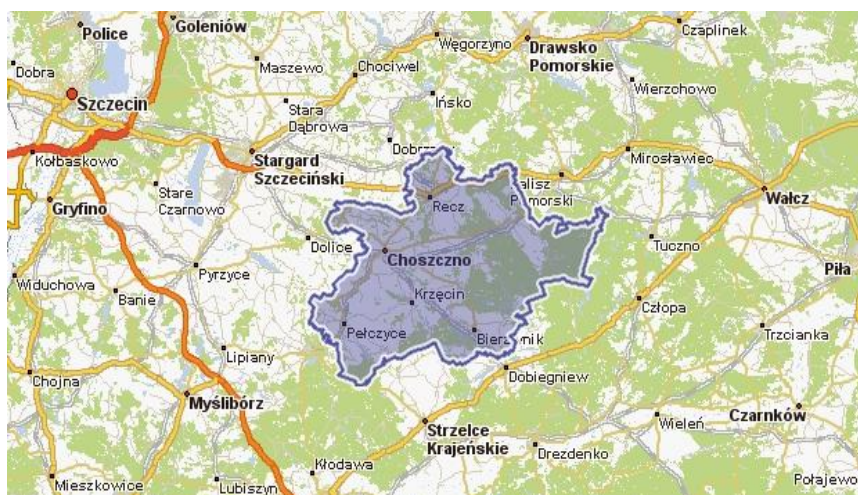 Goleniów
Police
Czaplinek
Węgorzyno
Drawsko
Pomorskie
Dobra
Maszewo
Chociwel
Wierzchowo
Szczecin
Ińsko
Stara
Dąbrowa
Kołbaskowo
Stargard
Szczeciński
Mirosławiec
Stare
Czarnowo
Recz
Wałcz
Gryfino
Dolice
Tuczno
Choszczno
Piła
Pyrzyce
Widuchowa
Banie
Krzęcin
Człopa
Pełczyce
Trzcianka
Lipiany
Chojna
Dobiegniew
Myślibórz
Czarnków
Strzelce
Krajeńskie
Wieleń
Drezdenko
Kłodawa
Mieszkowice
Lubiszyn
Połajewo